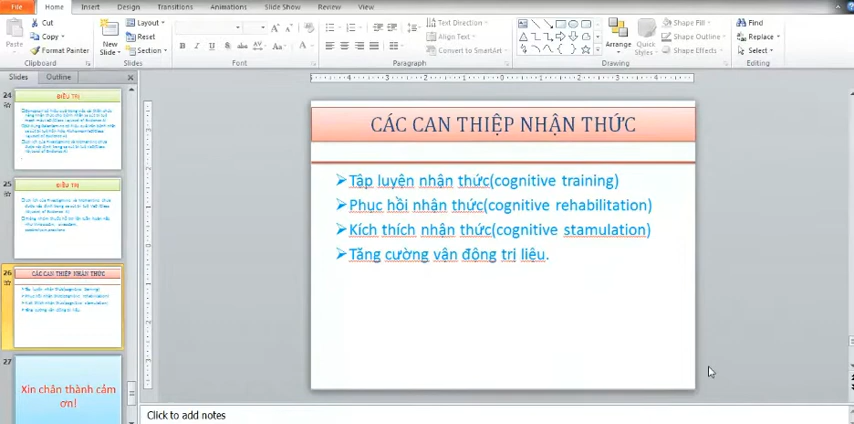 File Home Insert Design Transitions Animations Slide Show Review View
Paste
Cut
Copy
Format Painter
Clipboard
New
Slide
Layout
Reset
Section
Slides
Font
Text Direction
Align Text
Convert to SmartArt
Paragraph
Arrange
Quick
Styles
Shape Fill
Shape Outline
Shape Effects
Drawing
Find
Replace
Select
Editing
Slides Outline
24
ĐIỀU TRỊ
25
ĐIỀU TRỊ
26
CÁC CAN THIỆP NHẬN THỨC
27
Xin chân thành cảm
ơn!
CÁC CAN THIỆP NHẬN THỨC
Tập luyện nhận thức(cognitive training)
Phục hồi nhận thức(cognitive rehabilitation)
Kích thích nhận thức(cognitive stamulation)
Tăng cường vận động trị liệu.
Click to add notes